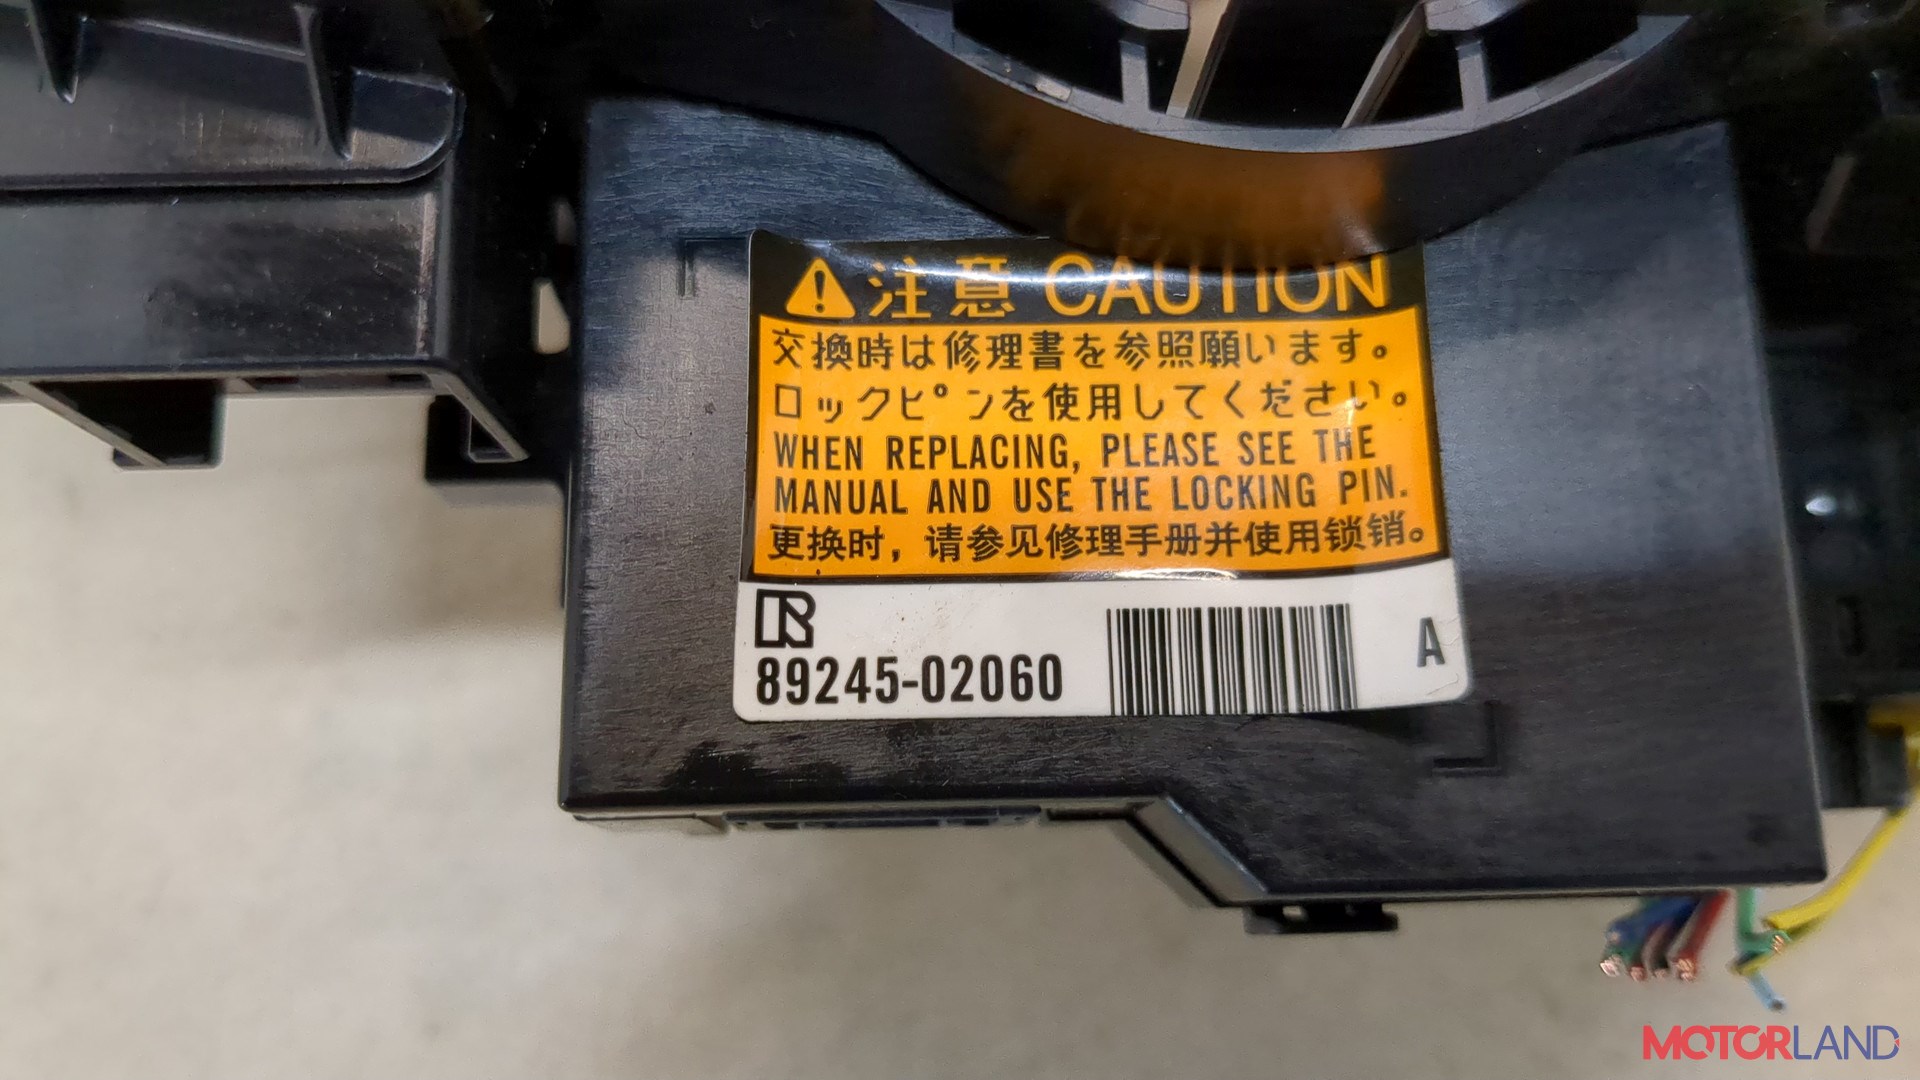 注意 CAUTION
交換時は修理書を参照願います。
ロックピンを使用してください。
WHEN REPLACING, PLEASE SEE THE
MANUAL AND USE THE LOCKING PIN.
更换时，请参见修理手册并使用锁销。
R
89245-02060
A
MOTORLAND